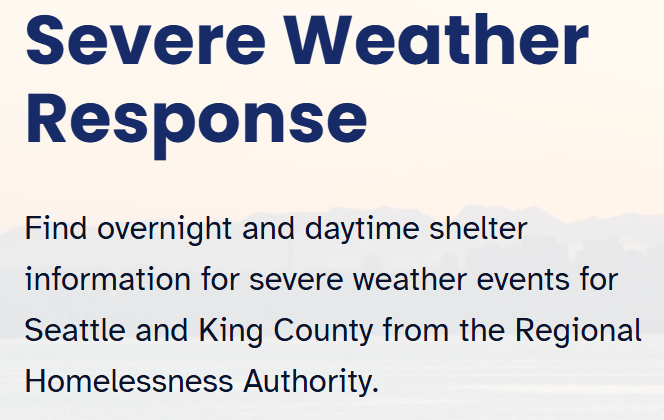 Severe Weather
Response
Find overnight and daytime shelter
information for severe weather events for
Seattle and King County from the Regional
Homelessness Authority.